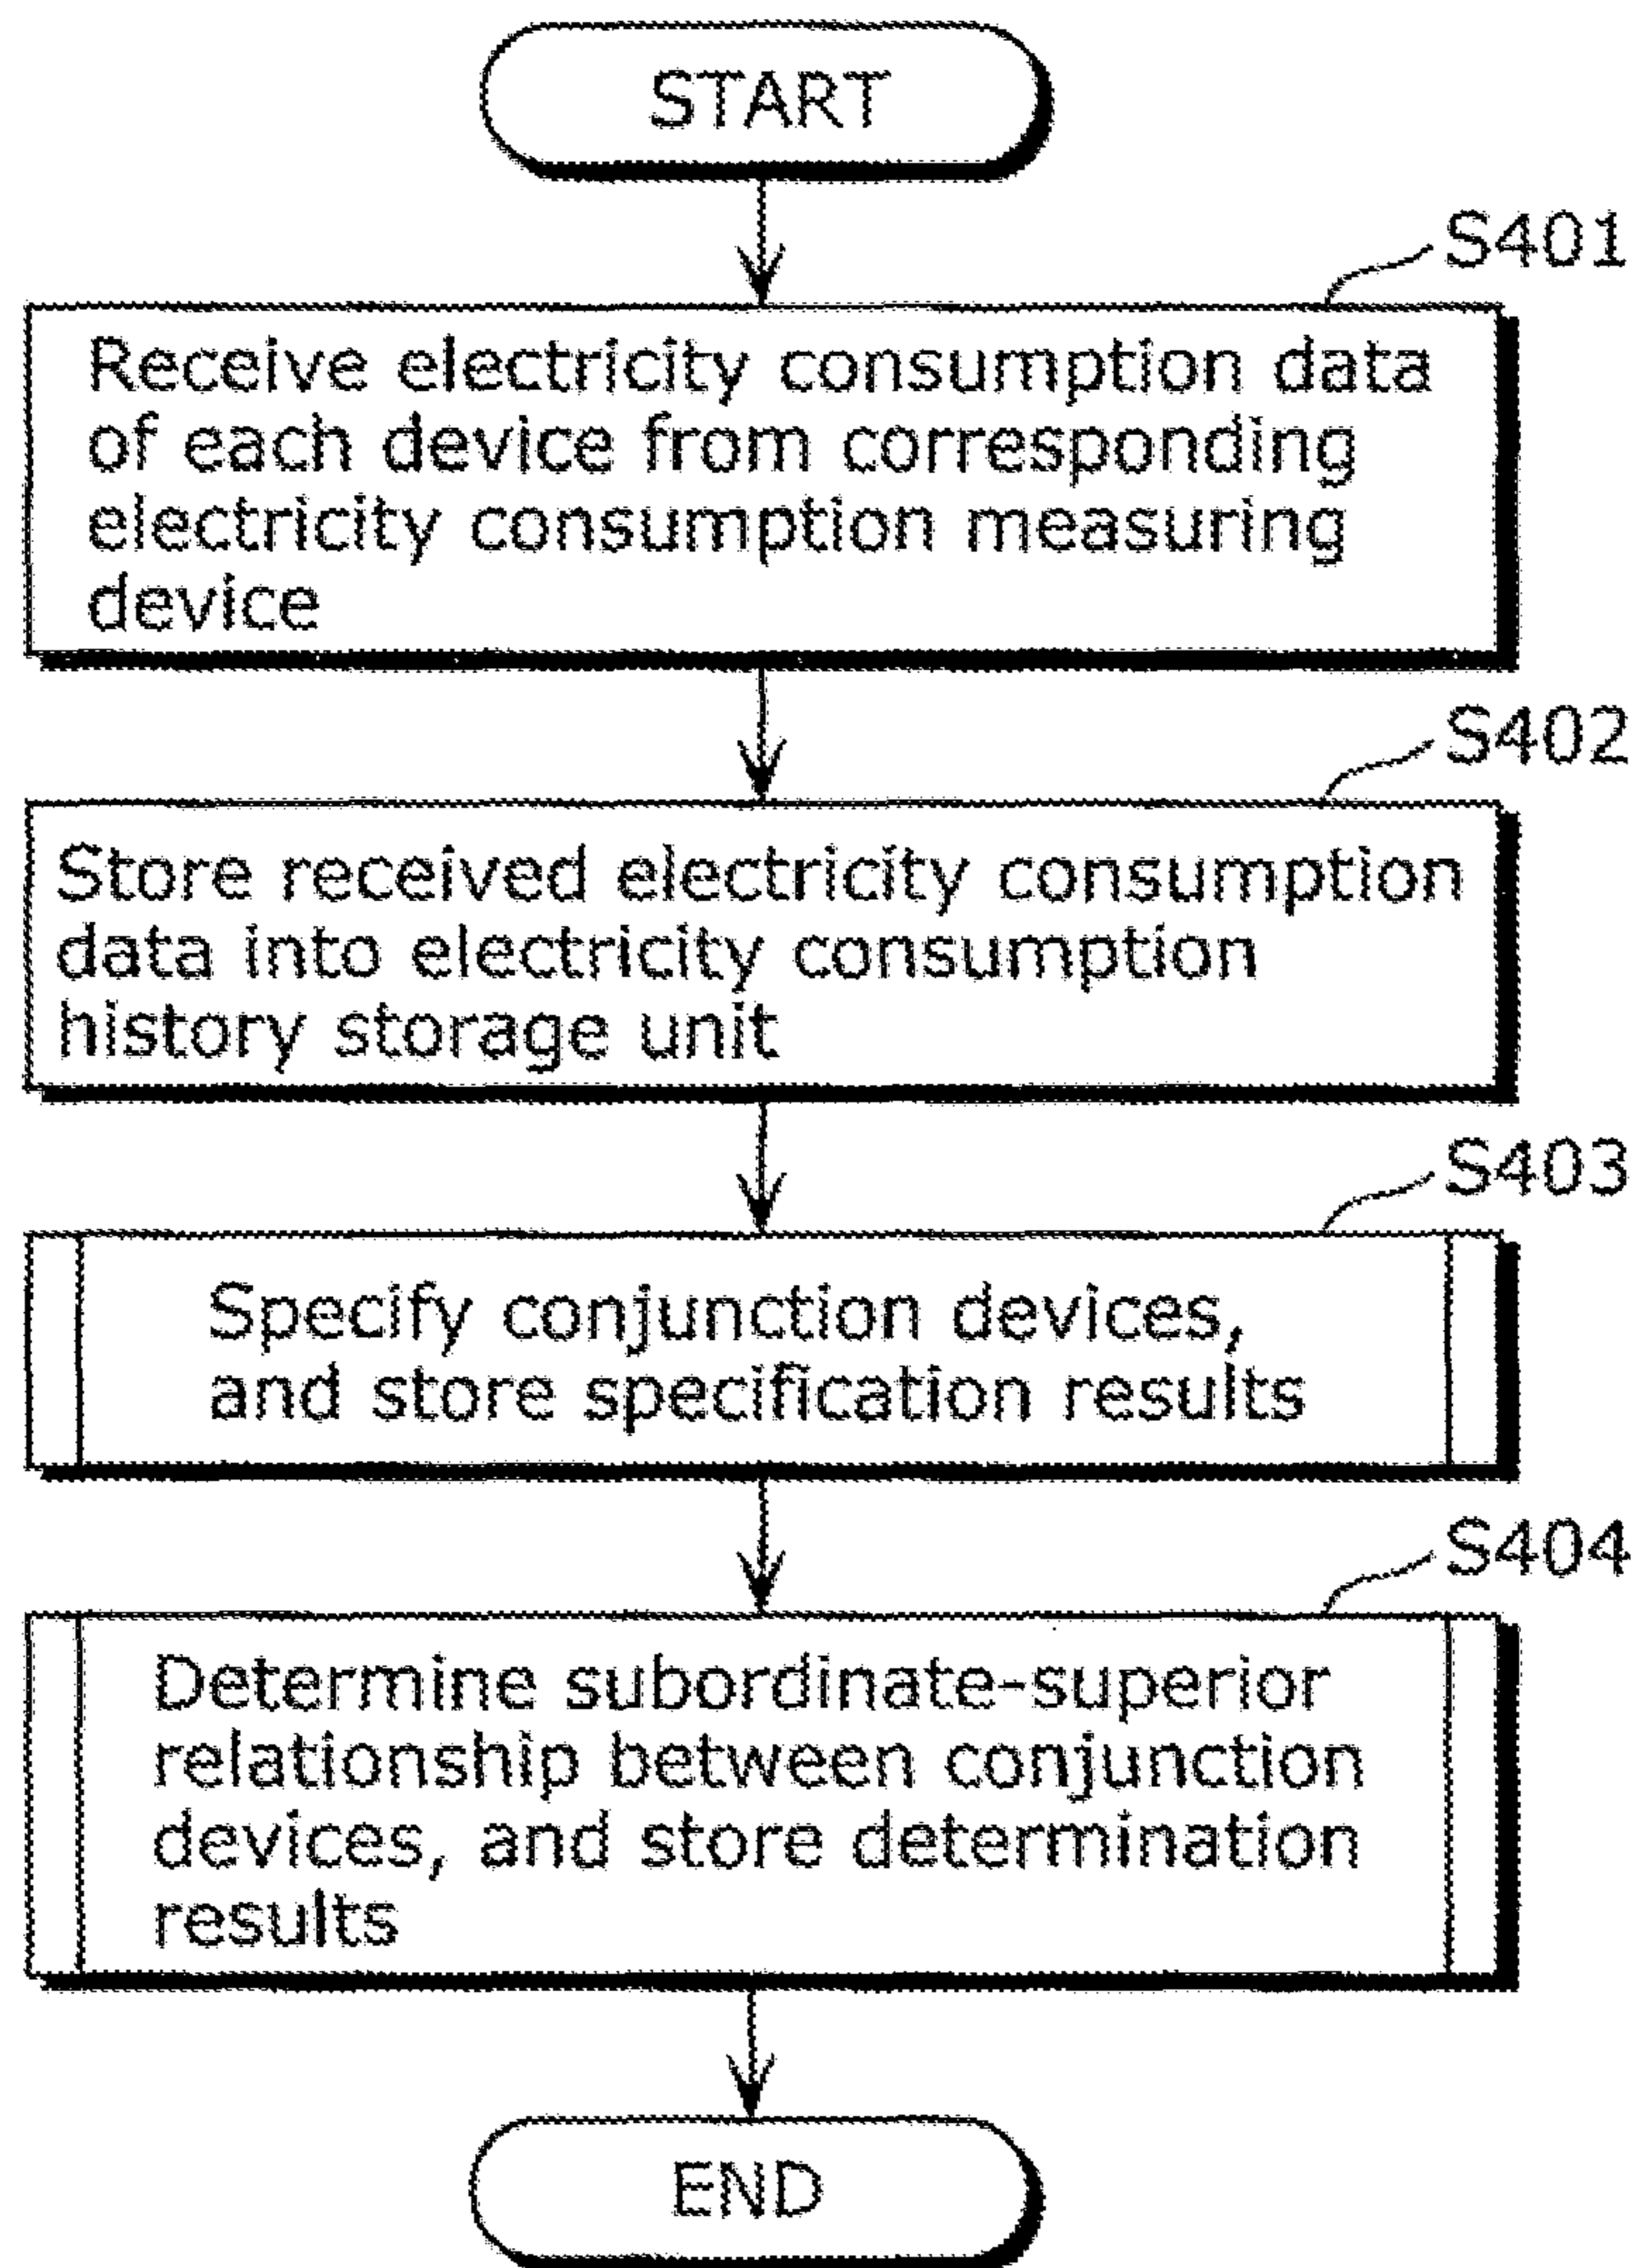 START
S401
Receive electricity consumption data
of each device from corresponding
electricity consumption measuring
device
S402
Store received electricity consumption
data into electricity consumption
history storage unit
S403
Specify conjunction devices,
and store specification results
S404
Determine subordinate-superior
relationship between conjunction
devices, and store determination
results
END